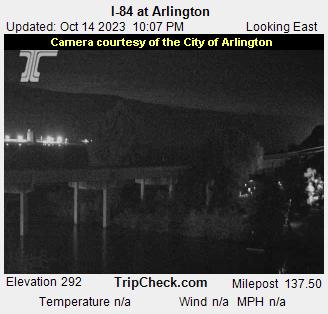 I-84 at Arlington
Updated: Oct 14 2023 10:07 PM Looking East
Camera courtesy of the City of Arlington
Elevation 292 TripCheck.com Milepost 137.50
Temperature n/a Wind n/a MPH n/a